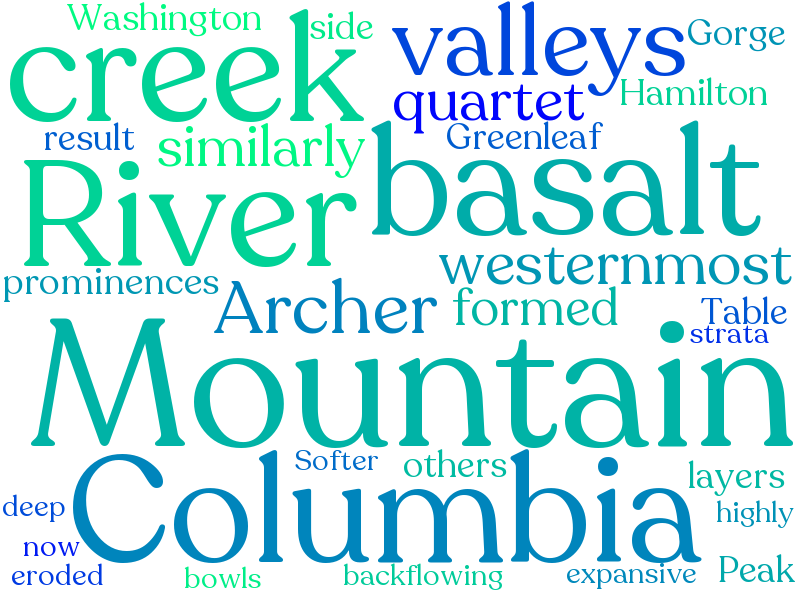 Washington
side
creek
valleys
Gorge
quartet
Hamilton
result
similarly
Greenleaf
River
basalt
prominences
westernmost
Archer
formed
Table
strata
Mountain
Columbia
Softer
others
layers
deep
highly
now
eroded
bowls
backflowing
expansive
Peak